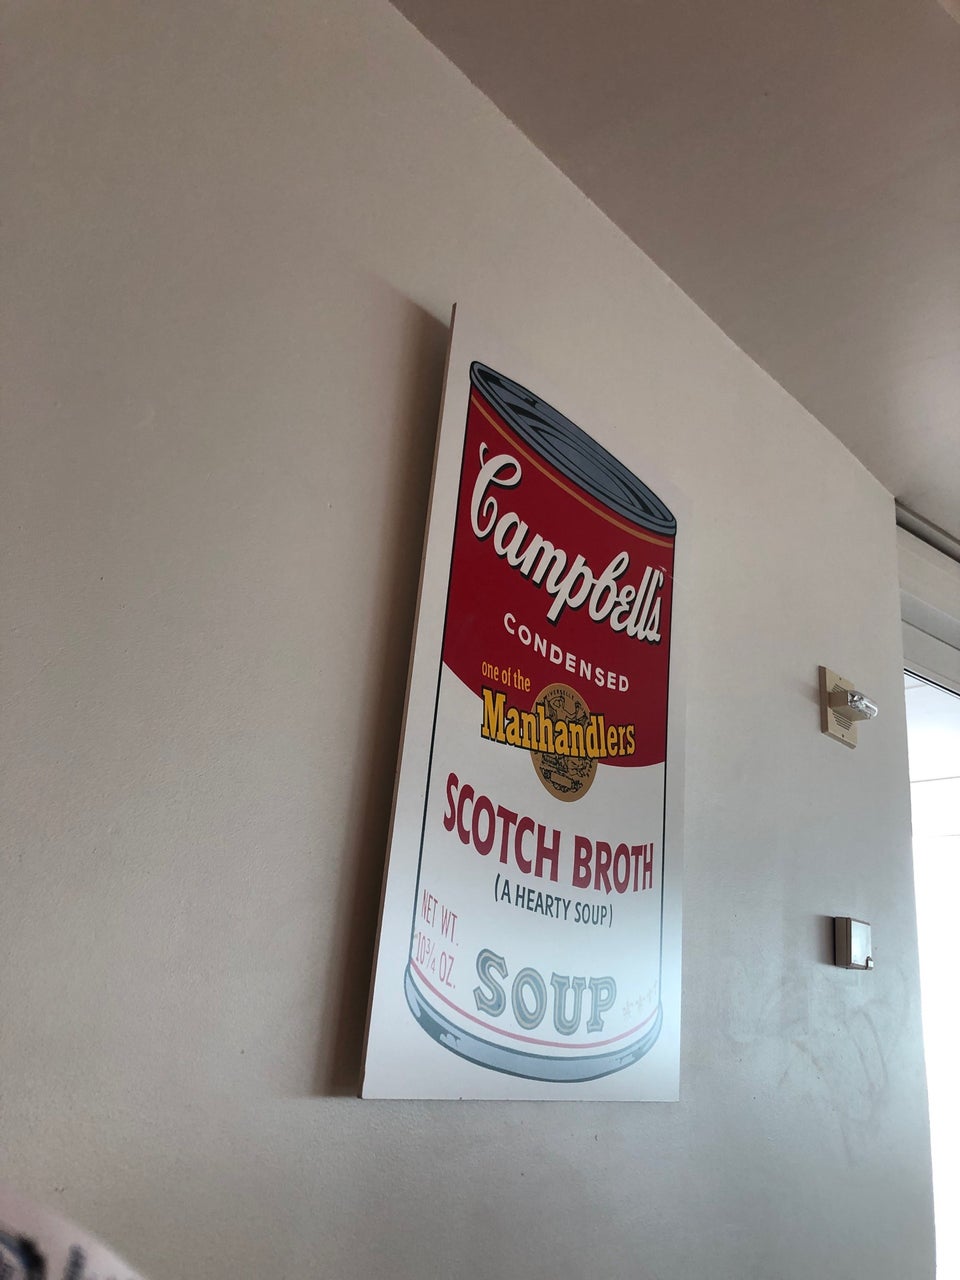 Campbell's
CONDENSED
one of the
Manhandlers
SCOTCH BROTH
(A HEARTY SOUP)
NET WT.
10¾ OZ.
SOUP